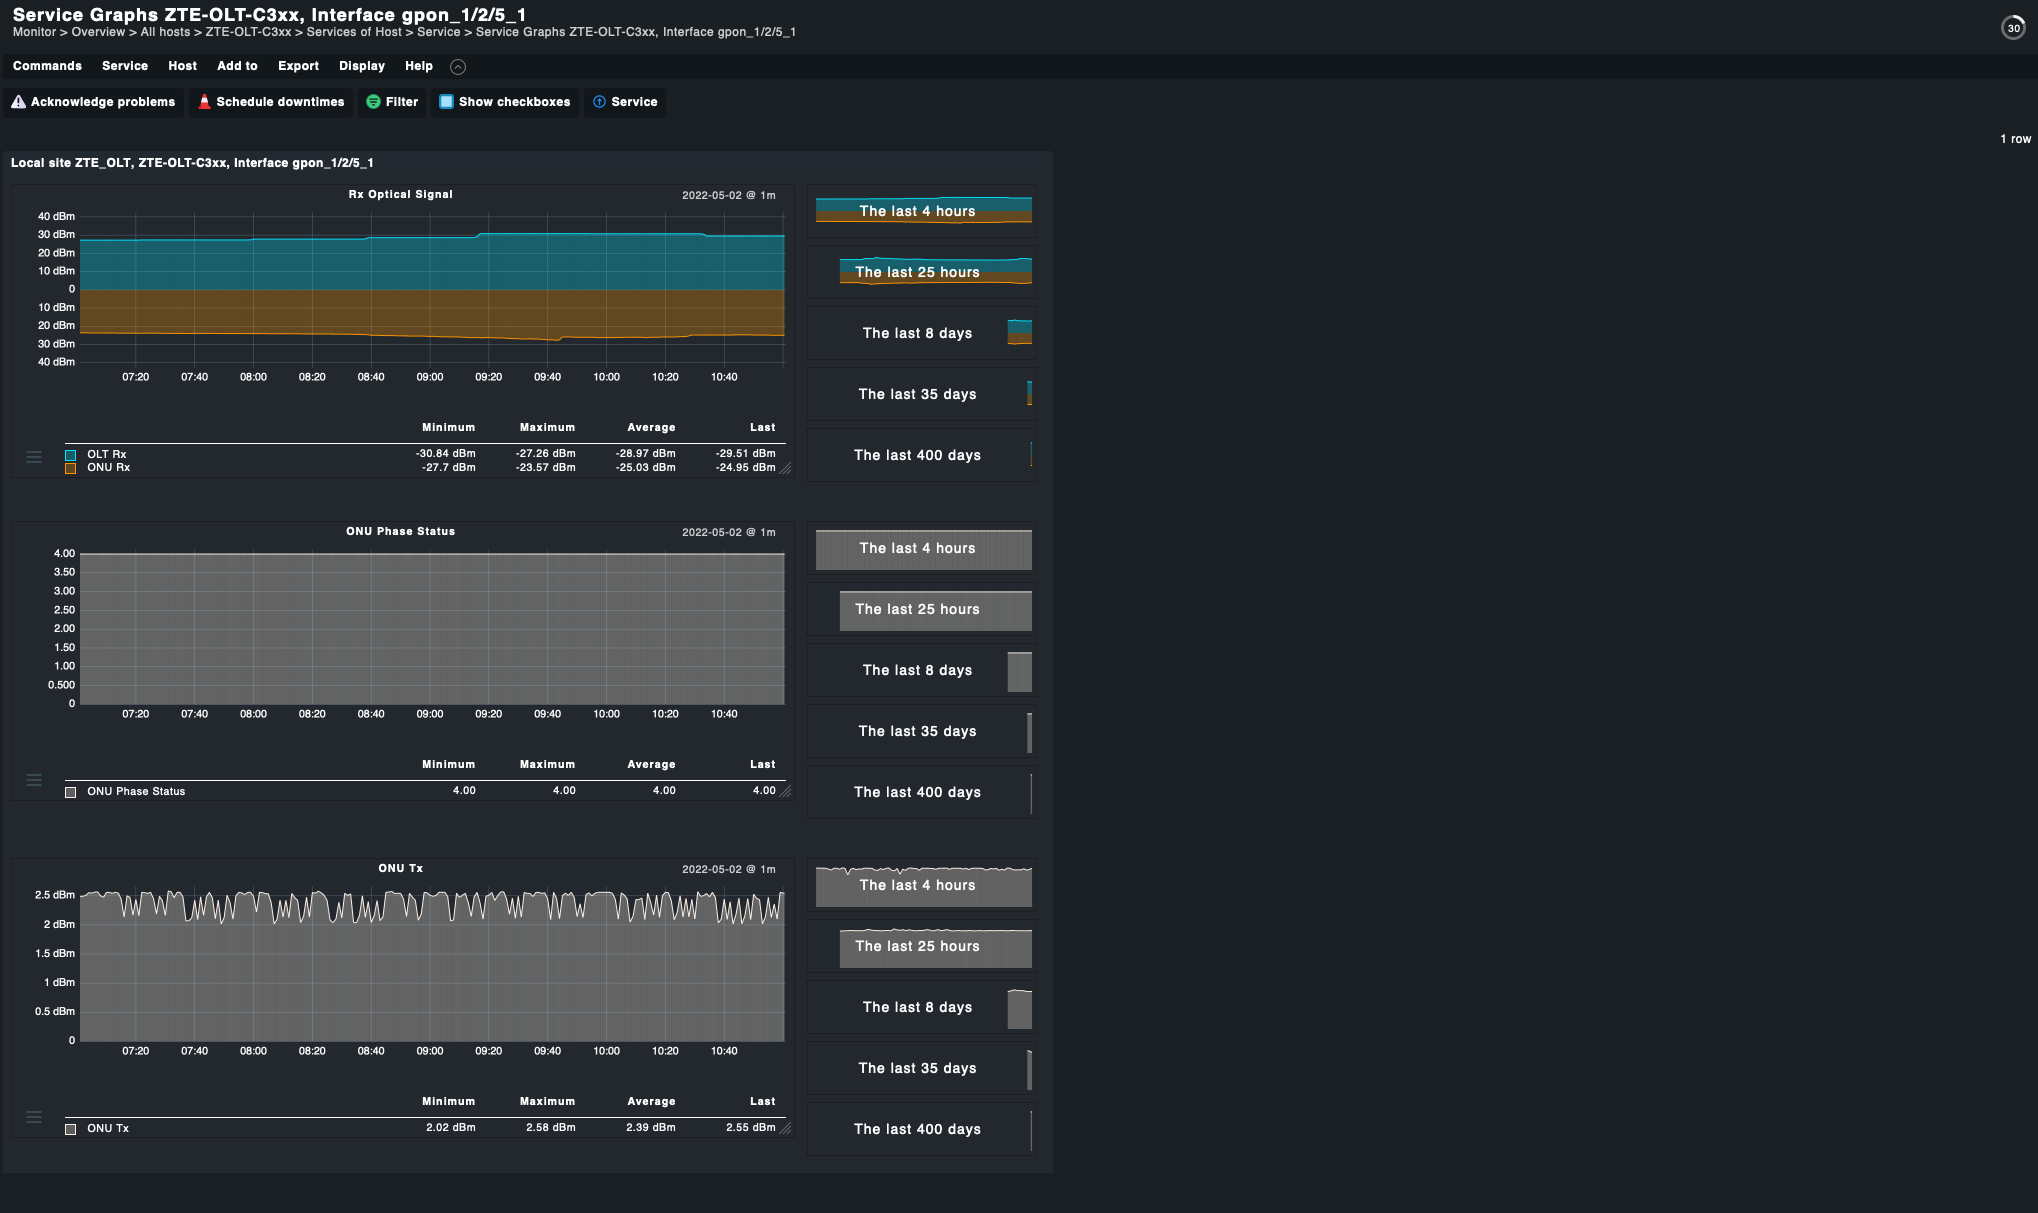 Service Graphs ZTE-OLT-C3xx, Interface gpon_1/2/5_1
Monitor > Overview > All hosts > ZTE-OLT-C3xx > Services of Host > Service > Service Graphs ZTE-OLT-C3xx, Interface gpon_1/2/5_1
30
Commands Service Host Add to Export Display Help
Acknowledge problems Schedule downtimes Filter Show checkboxes Service
1 row
Local site ZTE_OLT, ZTE-OLT-C3xx, Interface gpon_1/2/5_1
Rx Optical Signal 2022-05-02 @ 1m
40 dBm
30 dBm
20 dBm
10 dBm
0
10 dBm
20 dBm
30 dBm
40 dBm
07:20 07:40 08:00 08:20 08:40 09:00 09:20 09:40 10:00 10:20 10:40
Minimum Maximum Average Last
OLT Rx -30.84 dBm -27.26 dBm -28.97 dBm -29.51 dBm
ONU Rx -27.7 dBm -23.57 dBm -25.03 dBm -24.95 dBm
The last 4 hours
The last 25 hours
The last 8 days
The last 35 days
The last 400 days
ONU Phase Status 2022-05-02 @ 1m
4.00
3.50
3.00
2.50
2.00
1.50
1.00
0.500
0
07:20 07:40 08:00 08:20 08:40 09:00 09:20 09:40 10:00 10:20 10:40
Minimum Maximum Average Last
ONU Phase Status 4.00 4.00 4.00 4.00
The last 4 hours
The last 25 hours
The last 8 days
The last 35 days
The last 400 days
ONU Tx 2022-05-02 @ 1m
2.5 dBm
2 dBm
1.5 dBm
1 dBm
0.5 dBm
0
07:20 07:40 08:00 08:20 08:40 09:00 09:20 09:40 10:00 10:20 10:40
Minimum Maximum Average Last
ONU Tx 2.02 dBm 2.58 dBm 2.39 dBm 2.55 dBm
The last 4 hours
The last 25 hours
The last 8 days
The last 35 days
The last 400 days